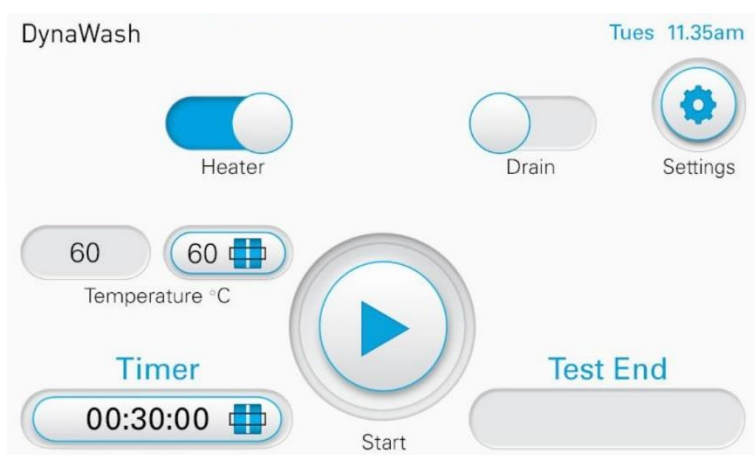 DynaWash
Tues 11.35am
Heater
Drain
Settings
60
60
Temperature °C
Timer
Test End
00:30:00
Start